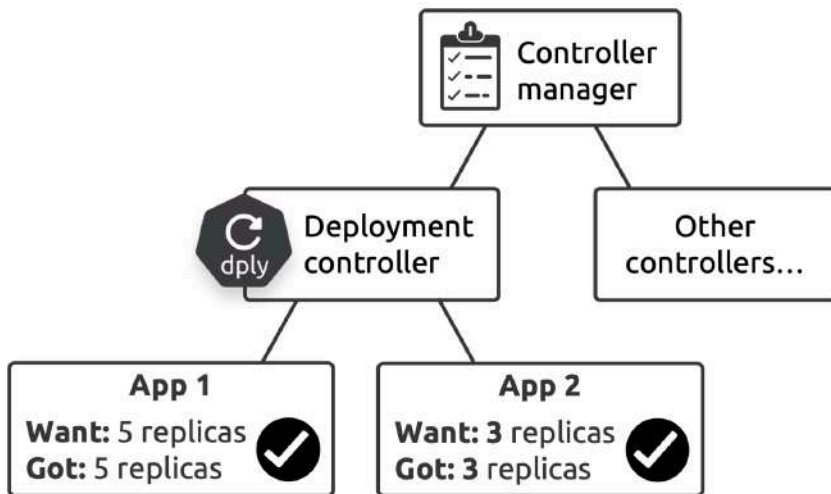 Controller
manager
dply
Deployment
controller
Other
controllers...
App 1
Want: 5 replicas
Got: 5 replicas
App 2
Want: 3 replicas
Got: 3 replicas